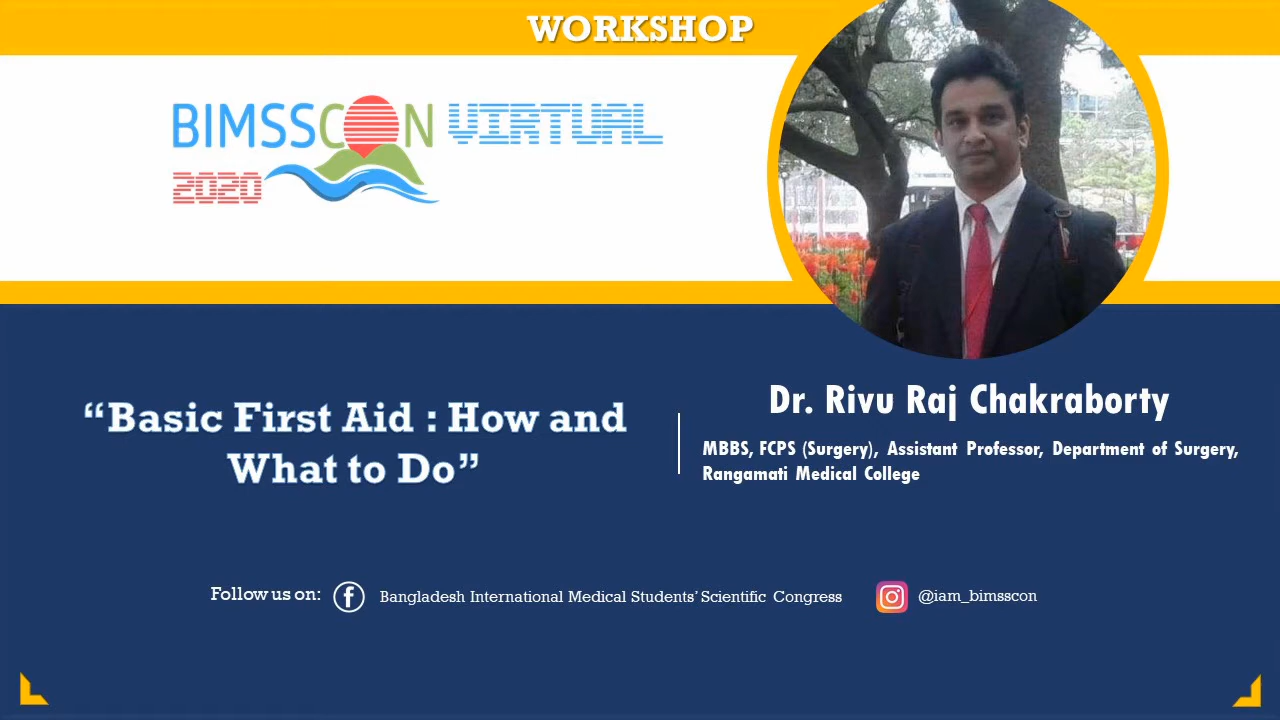 WORKSHOP
BIMSSCON VIRTUAL
2020
“Basic First Aid : How and
What to Do”
Dr. Rivu Raj Chakraborty
MBBS, FCPS (Surgery), Assistant Professor, Department of Surgery,
Rangamati Medical College
Follow us on: Bangladesh International Medical Students’ Scientific Congress @iam_bimsscon